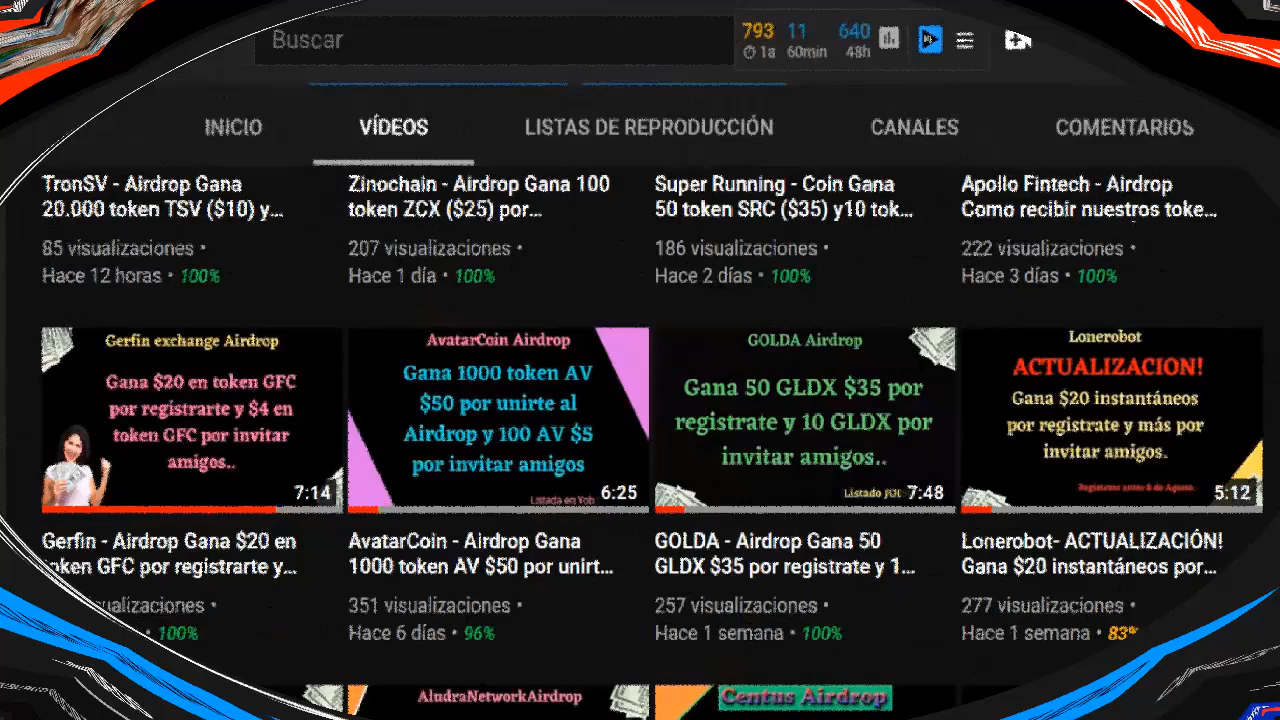 Buscar
793 11 640
1s 60min 48h
INICIO VÍDEOS LISTAS DE REPRODUCCIÓN CANALES COMENTARIOS
TronSV - Airdrop Gana
20.000 token TSV ($10) y...
85 visualizaciones •
Hace 12 horas • 100%
Zinochain - Airdrop Gana 100
token ZCX ($25) por...
207 visualizaciones •
Hace 1 día • 100%
Super Running - Coin Gana
50 token SRC ($35) y10 tok...
186 visualizaciones •
Hace 2 días • 100%
Apollo Fintech - Airdrop
Como recibir nuestros toke...
222 visualizaciones •
Hace 3 días • 100%
Gerfin exchange Airdrop
Gana $20 en token GFC
por registrarte y $4 en
token GFC por invitar
amigos..
7:14
Gerfin - Airdrop Gana $20 en
token GFC por registrarte y...
visualizaciones •
• 100%
AvatarCoin Airdrop
Gana 1000 token AV
$50 por unirte al
Airdrop y 100 AV $5
por invitar amigos
Listada en Yob
6:25
AvatarCoin - Airdrop Gana
1000 token AV $50 por unirt...
351 visualizaciones •
Hace 6 días • 96%
GOLDA Airdrop
Gana 50 GLDX $35 por
registrate y 10 GLDX por
invitar amigos..
Listado
7:48
GOLDA - Airdrop Gana 50
GLDX $35 por registrate y 1...
257 visualizaciones •
Hace 1 semana • 100%
Lonerobot
ACTUALIZACION!
Gana $20 instantáneos
por registrate y más por
invitar amigos.
Registrate antes 8 de Agosto.
5:12
Lonerobot- ACTUALIZACIÓN!
Gana $20 instantáneos por...
277 visualizaciones •
Hace 1 semana • 83%
AludraNetworkAirdrop
Centus Airdrop